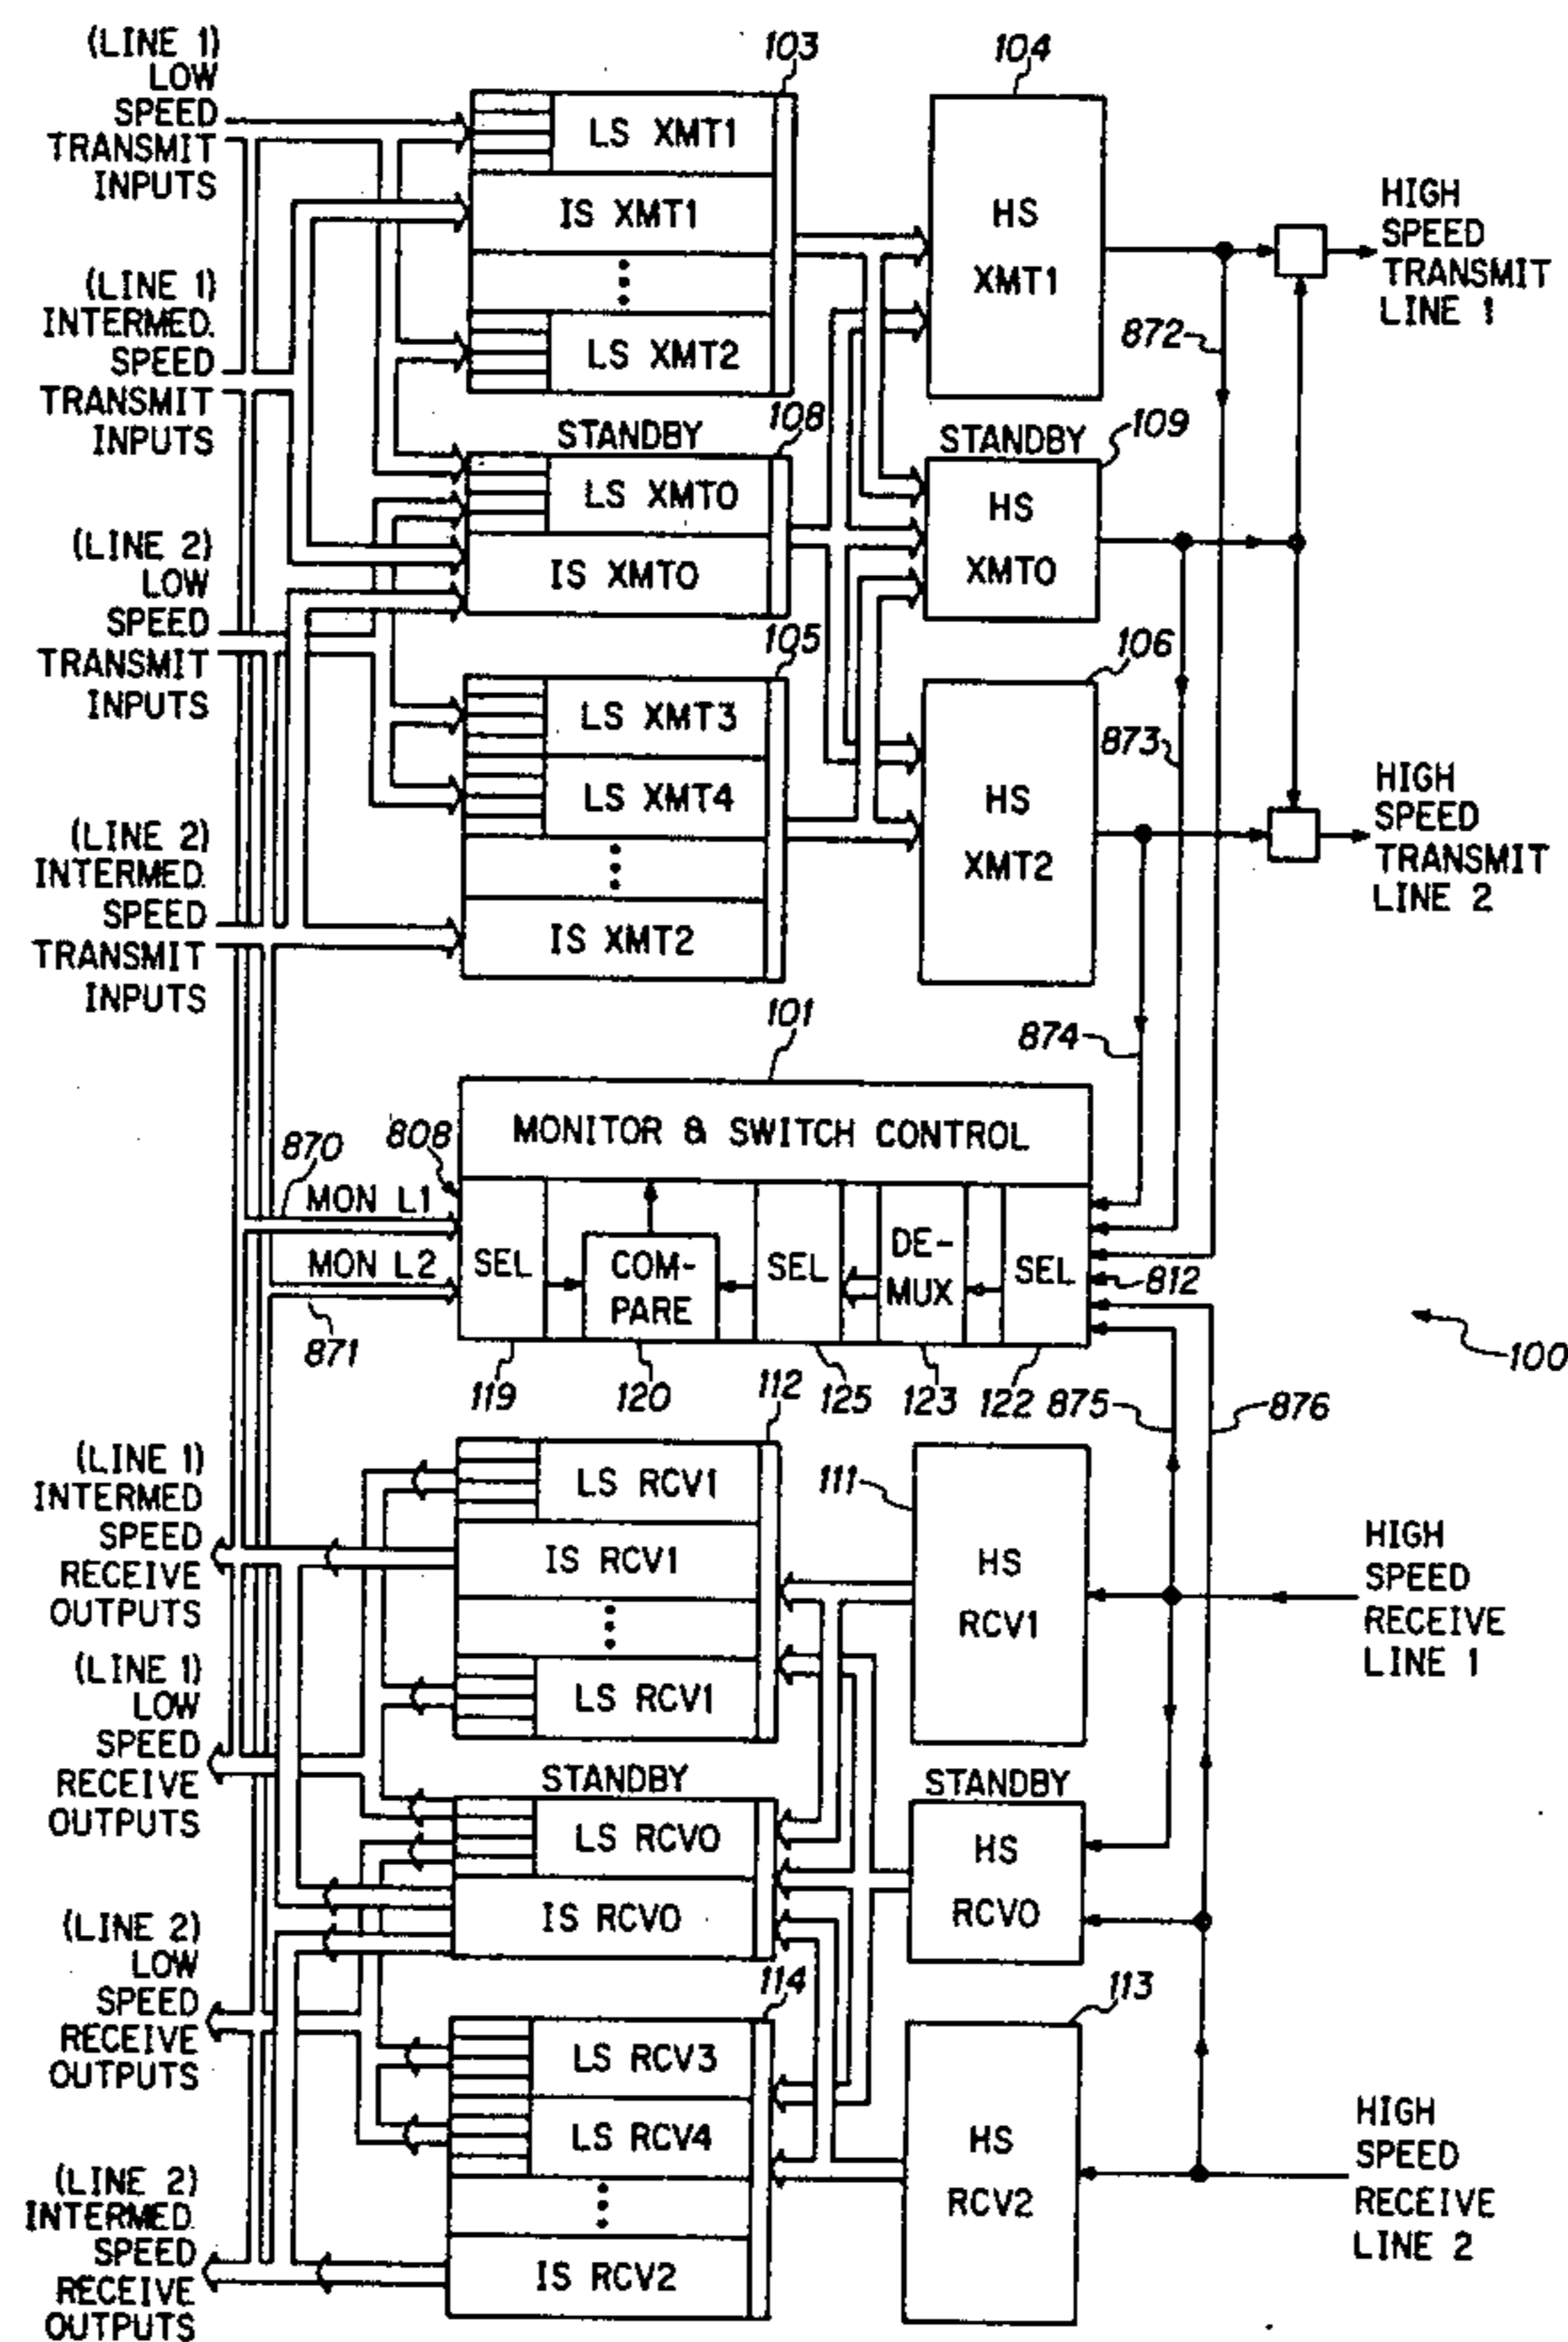 (LINE 1)
LOW
SPEED
TRANSMIT
INPUTS
103
104
LS XMT1
IS XMT1
LS XMT2
HS
XMT1
HIGH
SPEED
TRANSMIT
LINE 1
872
(LINE 1)
INTERMED.
SPEED
TRANSMIT
INPUTS
STANDBY
108
LS XMT0
IS XMT0
STANDBY
109
HS
XMT0
(LINE 2)
LOW
SPEED
TRANSMIT
INPUTS
105
106
LS XMT3
LS XMT4
IS XMT2
HS
XMT2
873
HIGH
SPEED
TRANSMIT
LINE 2
(LINE 2)
INTERMED.
SPEED
TRANSMIT
INPUTS
101
874
MONITOR & SWITCH CONTROL
870
808
MON L1
MON L2
871
SEL
COM-
PARE
SEL
DE-
MUX
SEL
812
100
119
120
112
125
123
122
875
876
(LINE 1)
INTERMED
SPEED
RECEIVE
OUTPUTS
LS RCV1
IS RCV1
LS RCV1
111
HS
RCV1
HIGH
SPEED
RECEIVE
LINE 1
(LINE 1)
LOW
SPEED
RECEIVE
OUTPUTS
STANDBY
LS RCV0
IS RCV0
STANDBY
HS
RCV0
(LINE 2)
LOW
SPEED
RECEIVE
OUTPUTS
114
113
LS RCV3
LS RCV4
IS RCV2
HS
RCV2
HIGH
SPEED
RECEIVE
LINE 2
(LINE 2)
INTERMED.
SPEED
RECEIVE
OUTPUTS